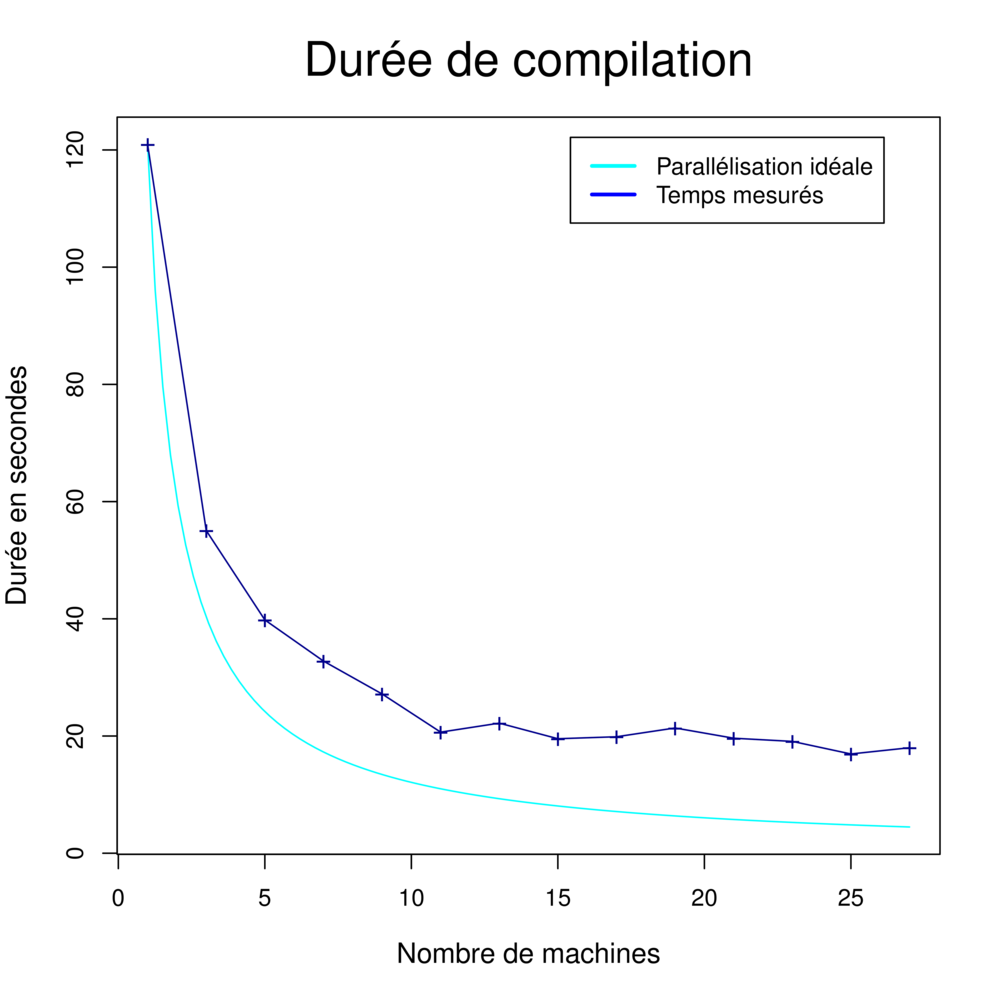 Durée de compilation
Parallélisation idéale
Temps mesurés
Durée en secondes
120
100
80
60
40
20
0
0 5 10 15 20 25
Nombre de machines